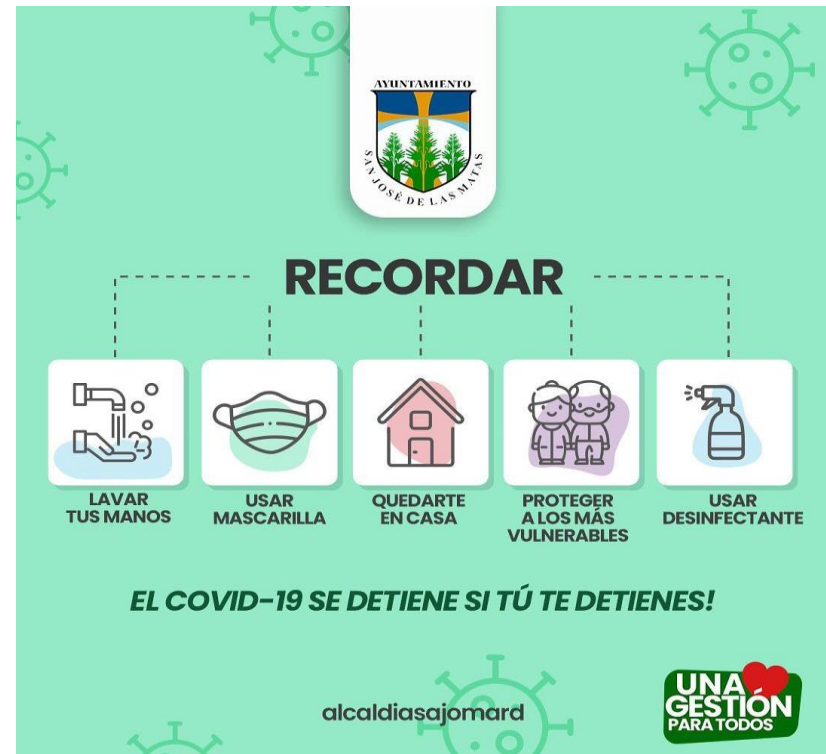 AYUNTAMIENTO
SAN JOSÉ DE LAS MATAS
RECORDAR
LAVAR
TUS MANOS
USAR
MASCARILLA
QUEDARTE
EN CASA
PROTEGER
A LOS MÁS
VULNERABLES
USAR
DESINFECTANTE
EL COVID-19 SE DETIENE SI TÚ TE DETIENES!
alcaldiasajomard
UNA
GESTIÓN
PARA TODOS